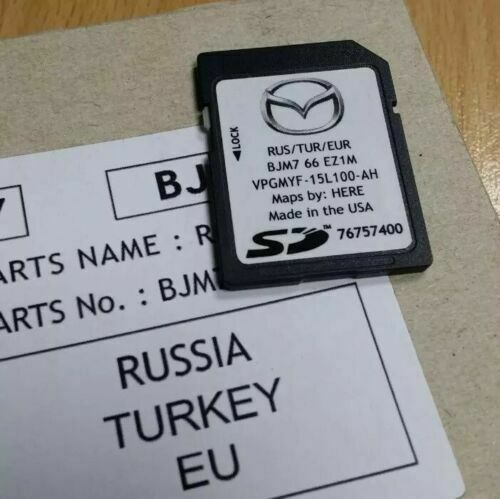 LOCK
RUS/TUR/EUR
BJM7 66 EZ1M
VPGMYF-15L100-AH
Maps by: HERE
Made in the USA
SD™ 76757400
BJ
ARTS NAME : R
ARTS No. : BJM
RUSSIA
TURKEY
EU